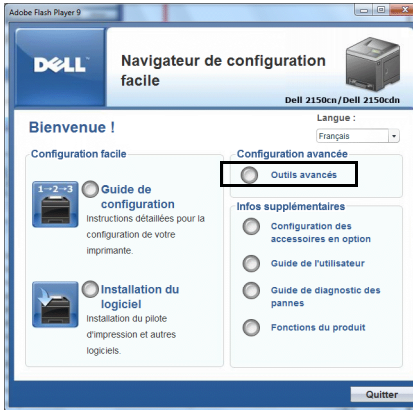 Adobe Flash Player 9
DELL
Navigateur de configuration
facile
Dell 2150cn/Dell 2150cdn
Langue :
Français
Bienvenue !
Configuration facile
1→2→3
Guide de
configuration
Instructions détaillées pour la
configuration de votre
imprimante.
Installation du
logiciel
Installation du pilote
d'impression et autres
logiciels.
Configuration avancée
Outils avancés
Infos supplémentaires
Configuration des
accessoires en option
Guide de l'utilisateur
Guide de diagnostic des
pannes
Fonctions du produit
Quitter